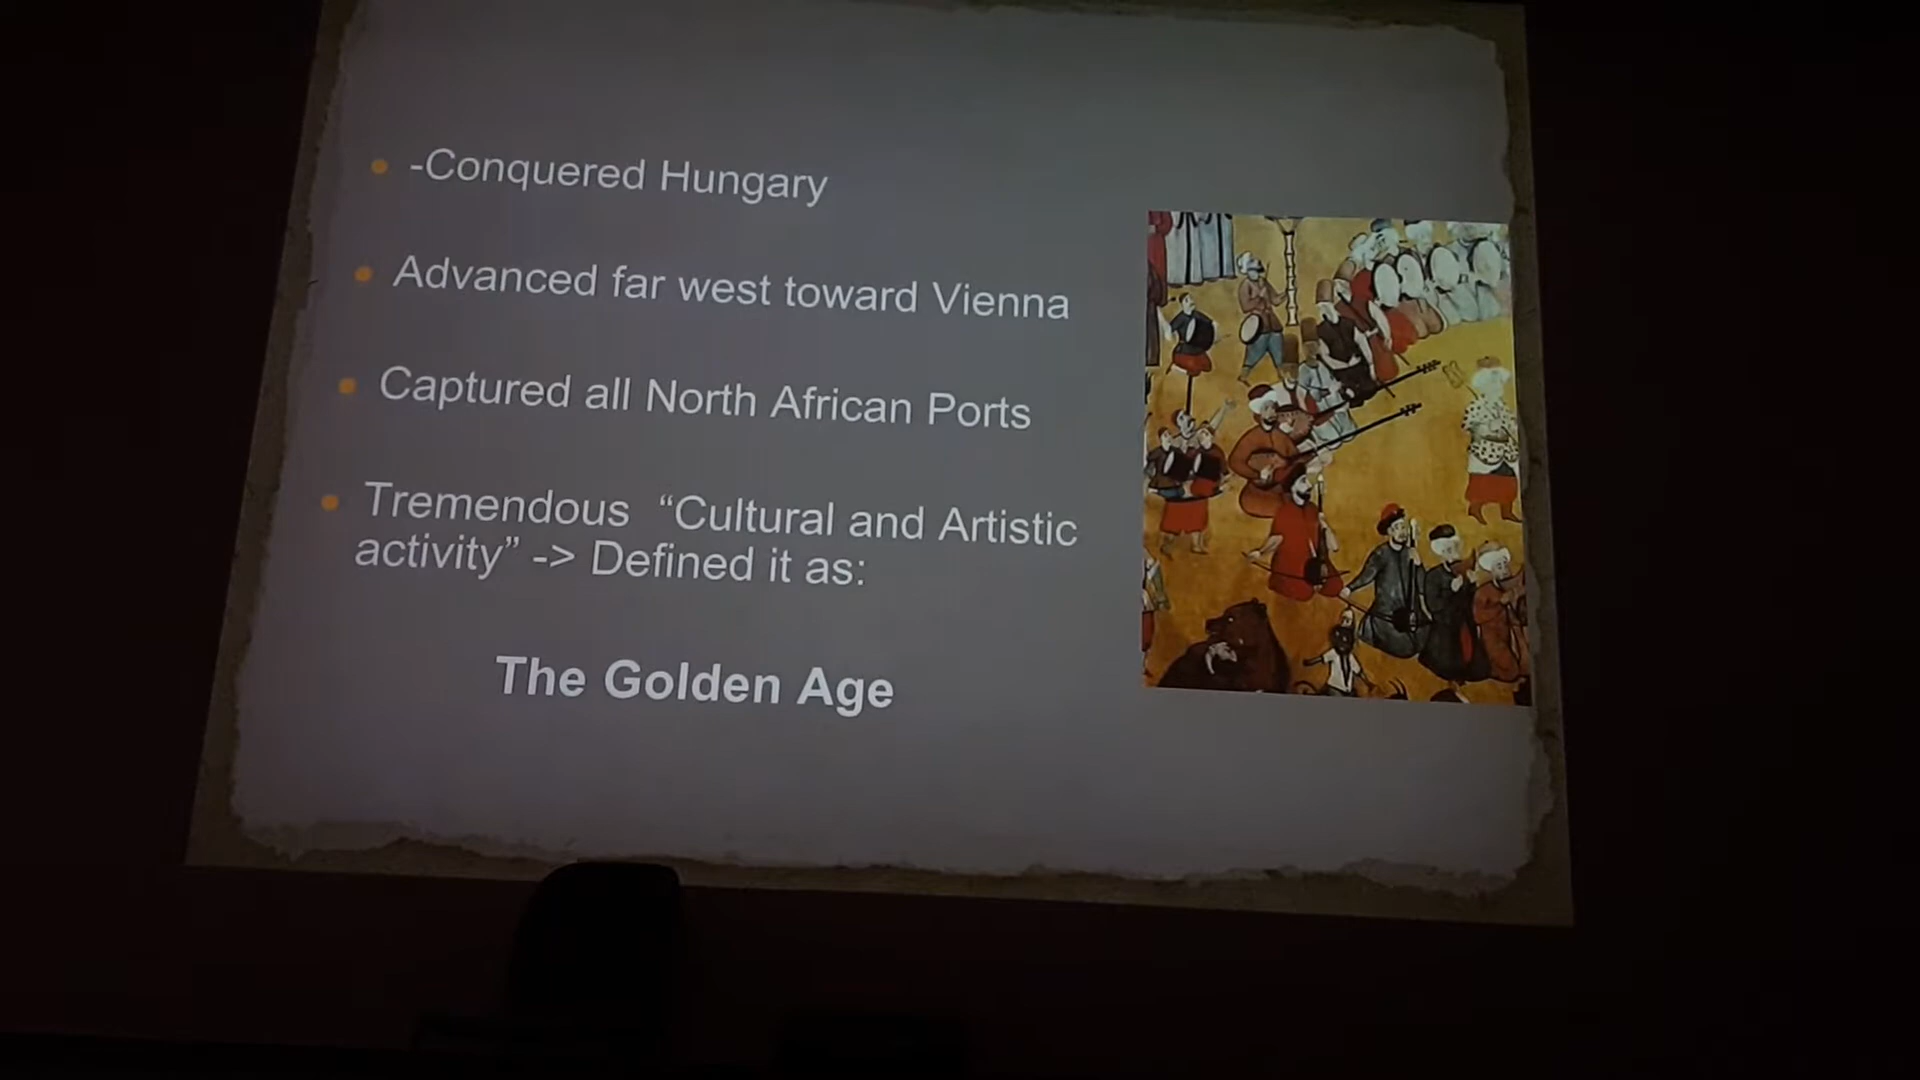 -Conquered Hungary
Advanced far west toward Vienna
Captured all North African Ports
Tremendous “Cultural and Artistic
activity” -> Defined it as:
The Golden Age